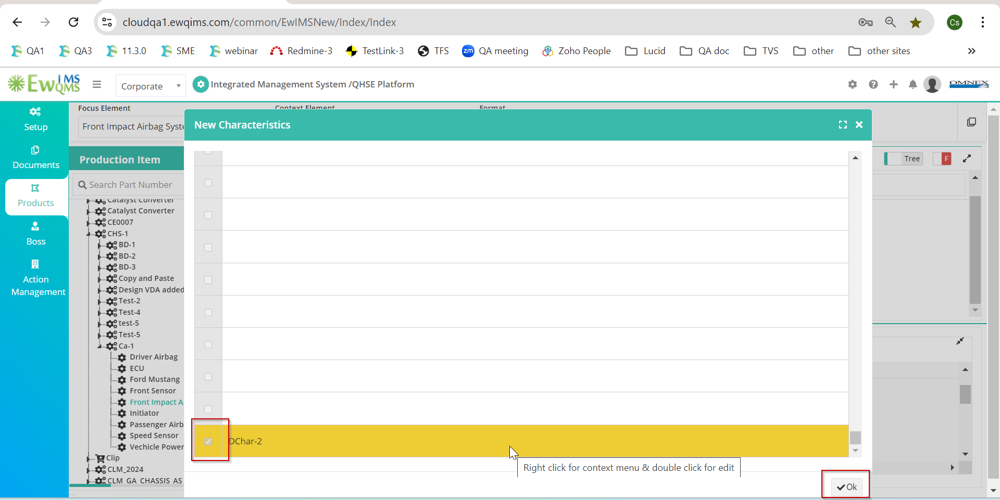 cloudqa1.ewqims.com/common/EwIMSNew/Index/Index
Cs
QA1
QA3
11.3.0
SME
webinar
Redmine-3
TestLink-3
TFS
zm
QA meeting
Zoho People
Lucid
QA doc
TVS
other
other sites
Ew IMS QMS
Corporate
Integrated Management System /QHSE Platform
OMNEX
Setup
Documents
Products
Boss
Action
Management
Focus Element
Context Element
Format
Front Impact Airbag Syste
Production Item
Search Part Number
Catalyst Converter
Catalyst Converter
CE0007
CHS-1
BD-1
BD-2
BD-3
Copy and Paste
Design VDA added
Test-2
Test-4
test-5
Test-5
Ca-1
Driver Airbag
ECU
Ford Mustang
Front Sensor
Front Impact A
Initiator
Passenger Airb
Speed Sensor
Vechicle Power
Clip
CLM_2024
CLM_GA_CHASSIS_AS
New Characteristics
DChar-2
Right click for context menu & double click for edit
Ok
Tree
F